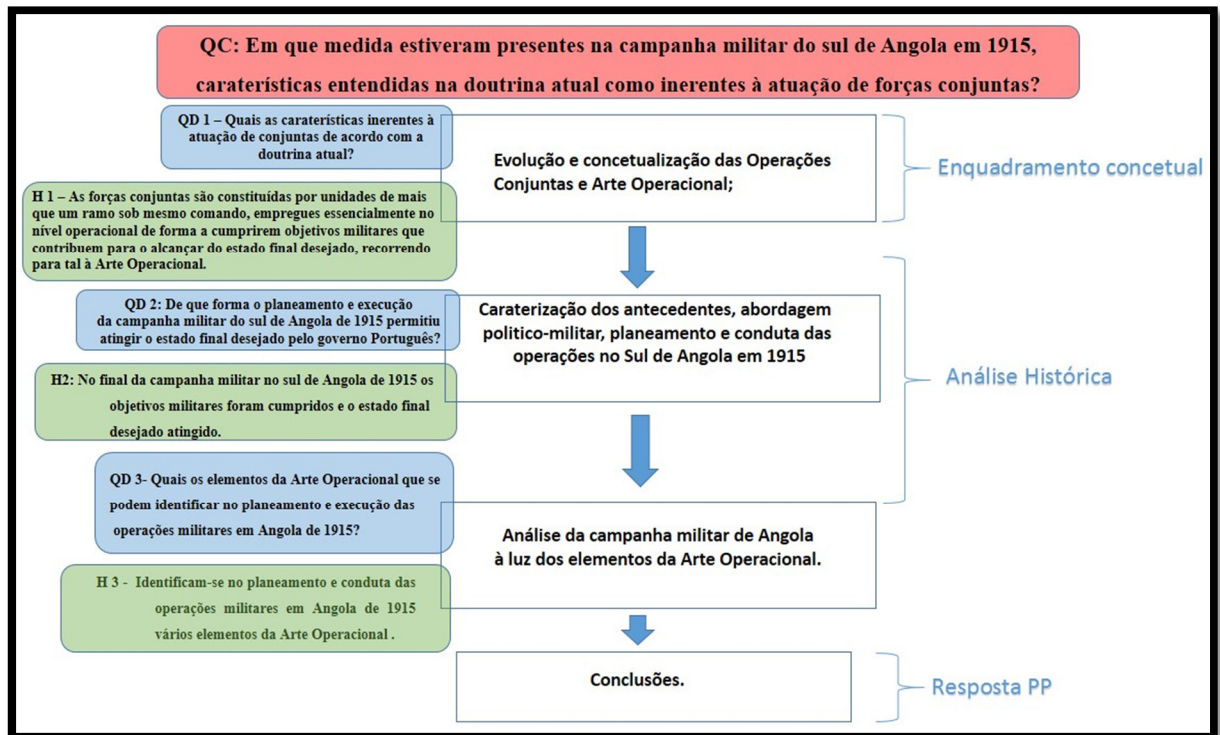 QC: Em que medida estiveram presentes na campanha militar do sul de Angola em 1915,
caraterísticas entendidas na doutrina atual como inerentes à atuação de forças conjuntas?
QD 1 – Quais as caraterísticas inerentes à
atuação de conjuntas de acordo com a
doutrina atual?
Evolução e concetualização das Operações
Conjuntas e Arte Operacional;
Enquadramento concetual
H 1 – As forças conjuntas são constituídas por unidades de mais
que um ramo sob mesmo comando, empregues essencialmente no
nível operacional de forma a cumprirem objetivos militares que
contribuem para o alcançar do estado final desejado, recorrendo
para tal à Arte Operacional.
QD 2: De que forma o planeamento e execução
da campanha militar do sul de Angola de 1915 permitiu
atingir o estado final desejado pelo governo Português?
Caraterização dos antecedentes, abordagem
politico-militar, planeamento e conduta das
operações no Sul de Angola em 1915
Análise Histórica
H2: No final da campanha militar no sul de Angola de 1915 os
objetivos militares foram cumpridos e o estado final
desejado atingido.
QD 3- Quais os elementos da Arte Operacional que se
podem identificar no planeamento e execução das
operações militares em Angola de 1915?
Análise da campanha militar de Angola
à luz dos elementos da Arte Operacional.
H 3 - Identificam-se no planeamento e conduta das
operações militares em Angola de 1915
vários elementos da Arte Operacional .
Conclusões.
Resposta PP